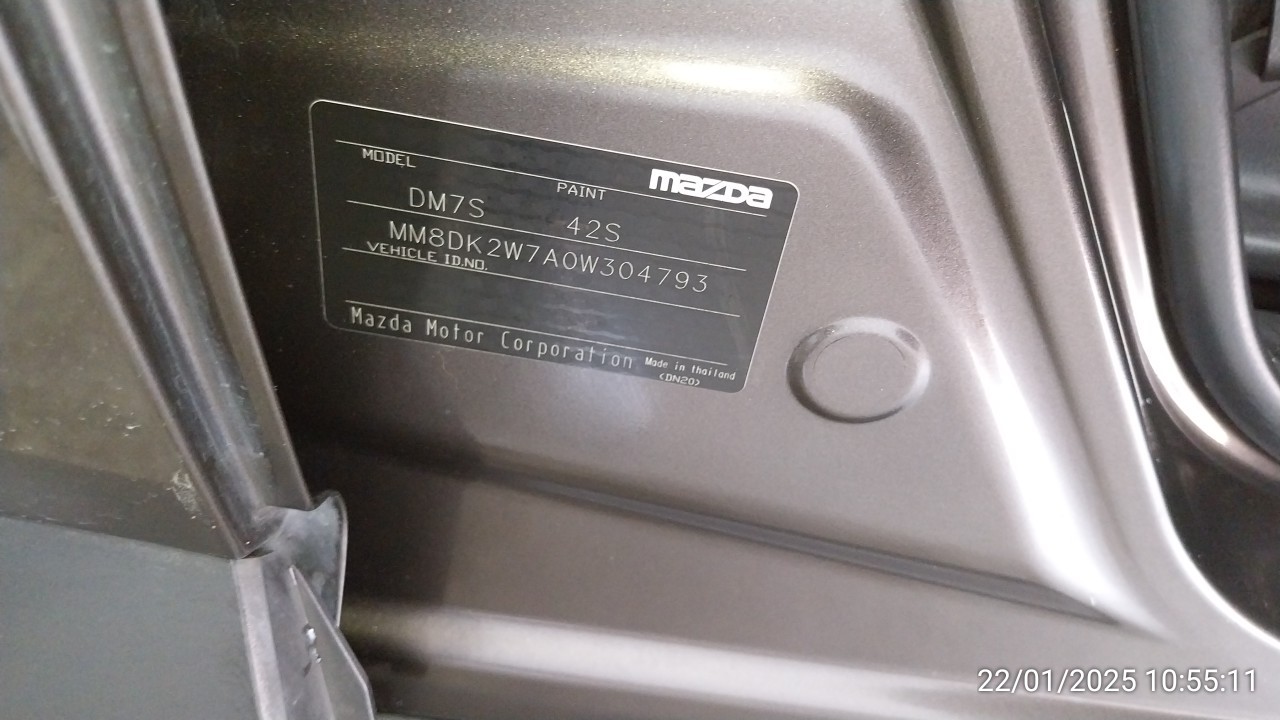 mazda
MODEL PAINT
DM7S 42S
MM8DK2W7A0W304793
VEHICLE ID.NO.
Mazda Motor Corporation Made in thailand
<DN20>
22/01/2025 10:55:11